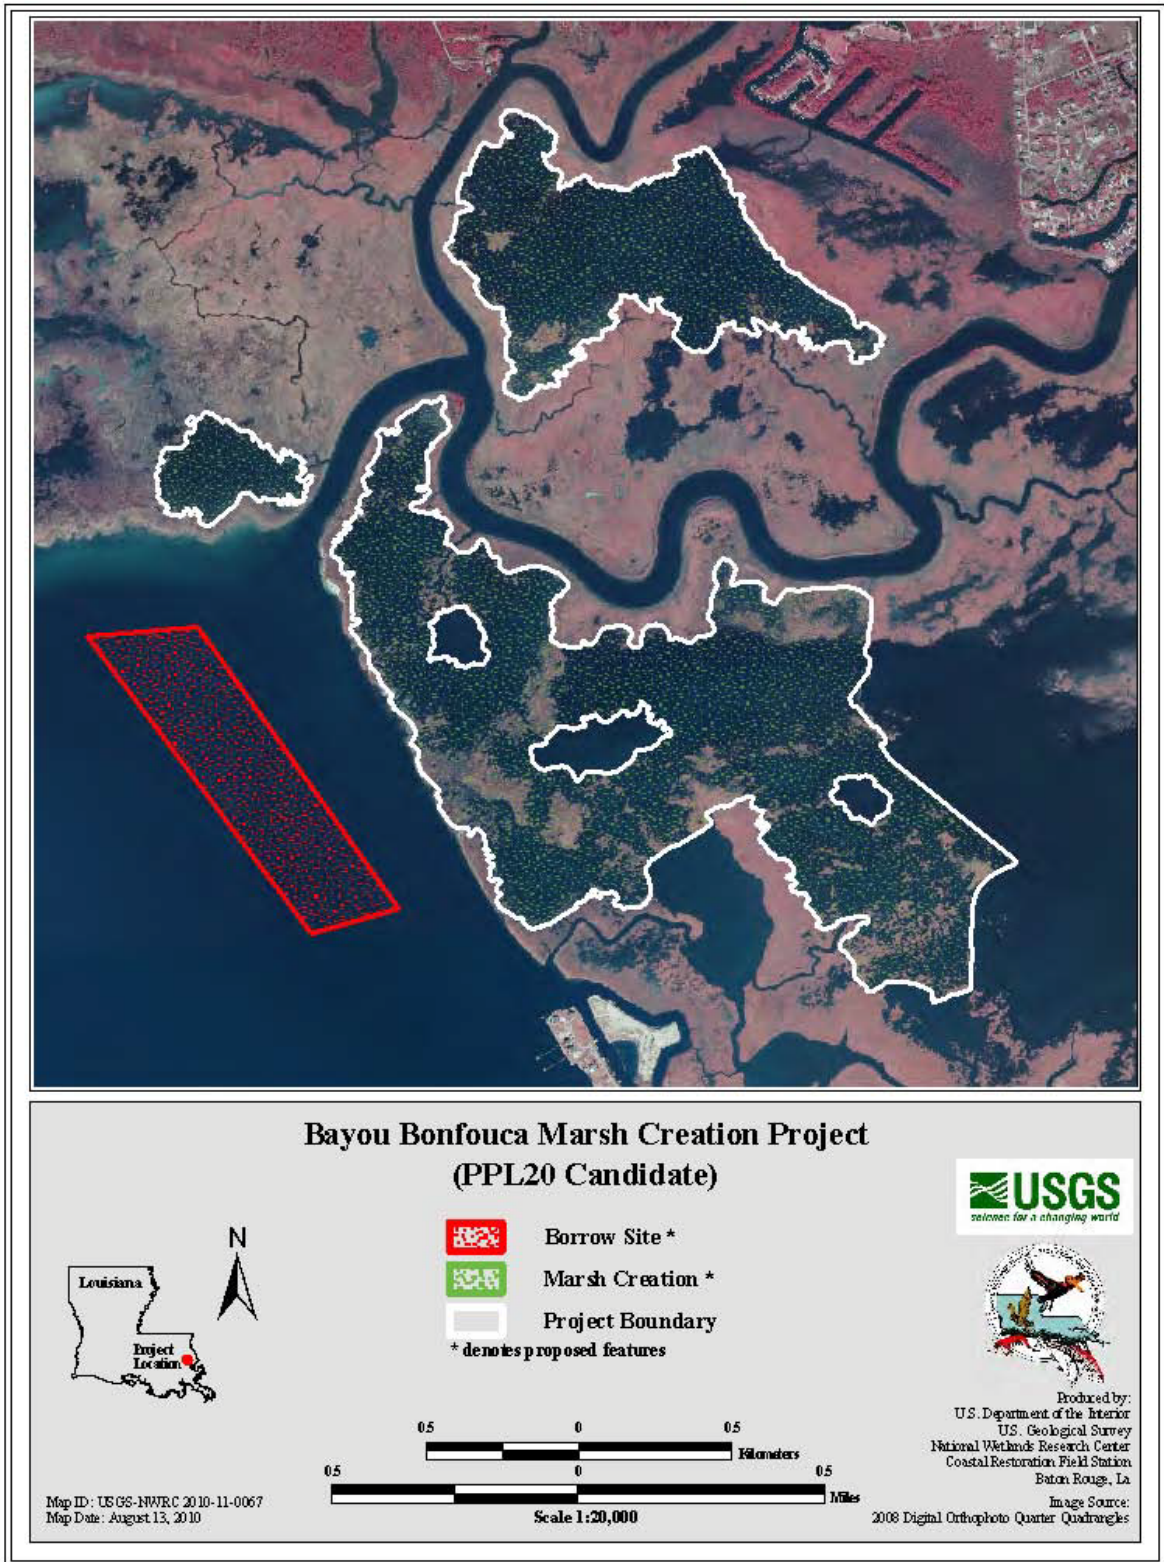 Bayou Bonfouca Marsh Creation Project
(PPL20 Candidate)
USGS
science for a changing world
N
Borrow Site *
Marsh Creation *
Project Boundary
* denotes proposed features
Louisiana
Project
Location
Produced by:
U.S. Department of the Interior
U.S. Geological Survey
National Wetlands Research Center
Coastal Restoration Field Station
Baton Rouge, La
0.5 0 0.5
Kilometers
0.5 0 0.5
Miles
Scale 1:20,000
Map ID: USGS-NWRC 2010-11-0067
Map Date: August 13, 2010
Image Source:
2008 Digital Orthophoto Quarter Quadrangles